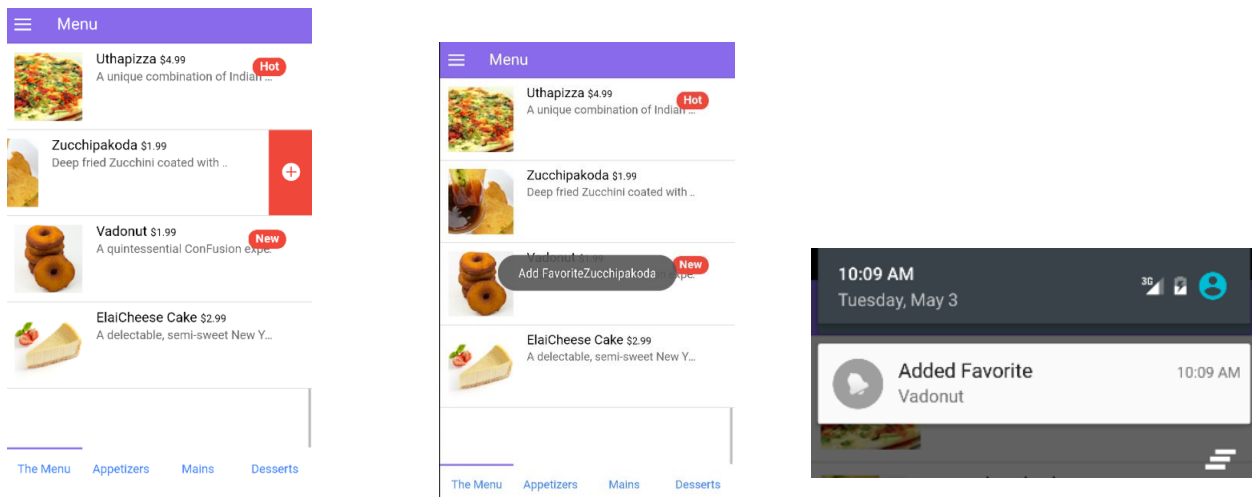 Menu
Uthapizza $4.99
Hot
A unique combination of Indian ...
Zucchipakoda $1.99
Deep fried Zucchini coated with ..
Vadonut $1.99
New
A quintessential ConFusion expe.
ElaiCheese Cake $2.99
A delectable, semi-sweet New Y...
The Menu Appetizers Mains Desserts
Menu
Uthapizza $4.99
Hot
A unique combination of Indian ...
Zucchipakoda $1.99
Deep fried Zucchini coated with ..
Vadonut $1.99
New
Add FavoriteZucchipakoda
expe.
ElaiCheese Cake $2.99
A delectable, semi-sweet New Y...
The Menu Appetizers Mains Desserts
10:09 AM
3G
Tuesday, May 3
Added Favorite 10:09 AM
Vadonut